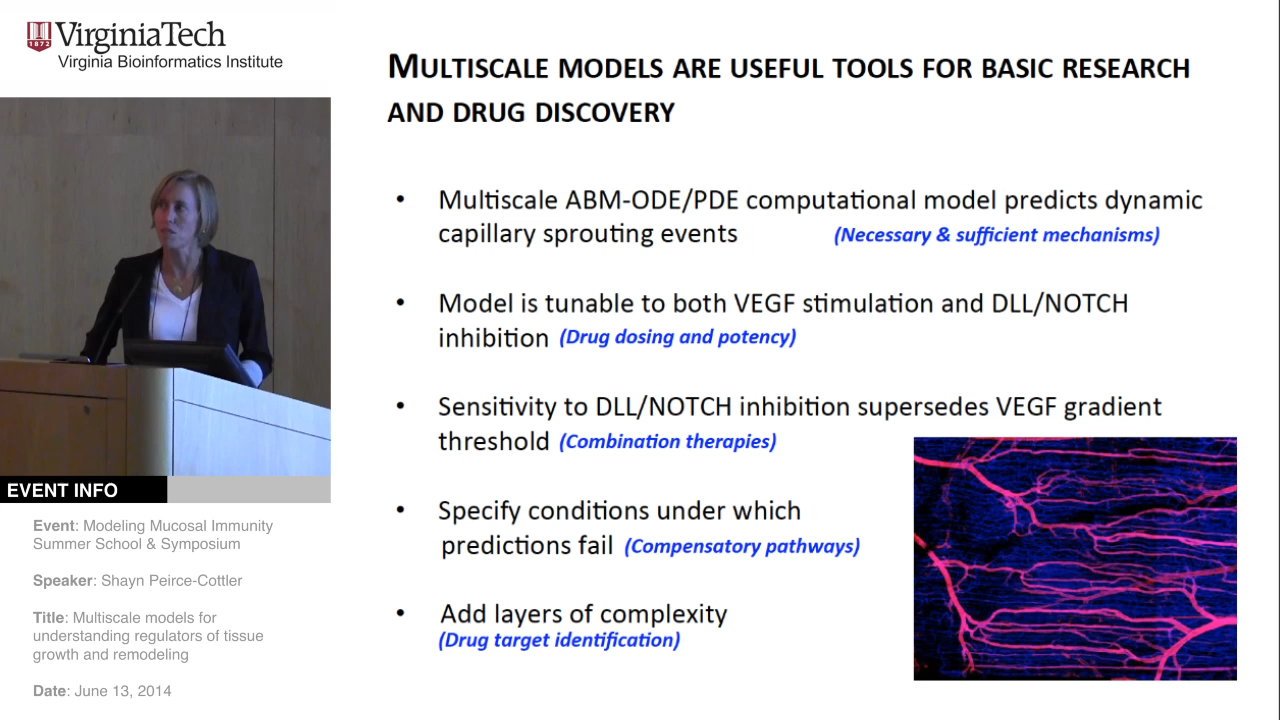 1872
VirginiaTech
Virginia Bioinformatics Institute
MULTISCALE MODELS ARE USEFUL TOOLS FOR BASIC RESEARCH
AND DRUG DISCOVERY
• Multiscale ABM-ODE/PDE computational model predicts dynamic
capillary sprouting events (Necessary & sufficient mechanisms)
• Model is tunable to both VEGF stimulation and DLL/NOTCH
inhibition (Drug dosing and potency)
• Sensitivity to DLL/NOTCH inhibition supersedes VEGF gradient
threshold (Combination therapies)
• Specify conditions under which
predictions fail (Compensatory pathways)
• Add layers of complexity
(Drug target identification)
EVENT INFO
Event: Modeling Mucosal Immunity
Summer School & Symposium
Speaker: Shayn Peirce-Cottler
Title: Multiscale models for
understanding regulators of tissue
growth and remodeling
Date: June 13, 2014